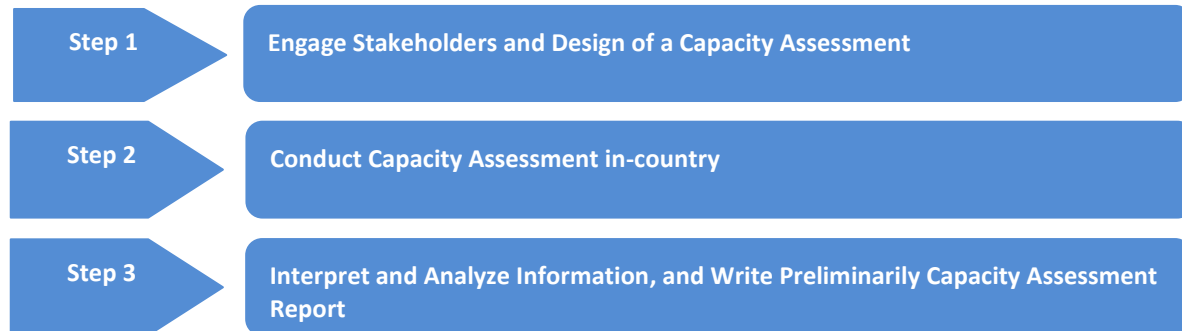 Step 1
Engage Stakeholders and Design of a Capacity Assessment
Step 2
Conduct Capacity Assessment in-country
Step 3
Interpret and Analyze Information, and Write Preliminarily Capacity Assessment
Report